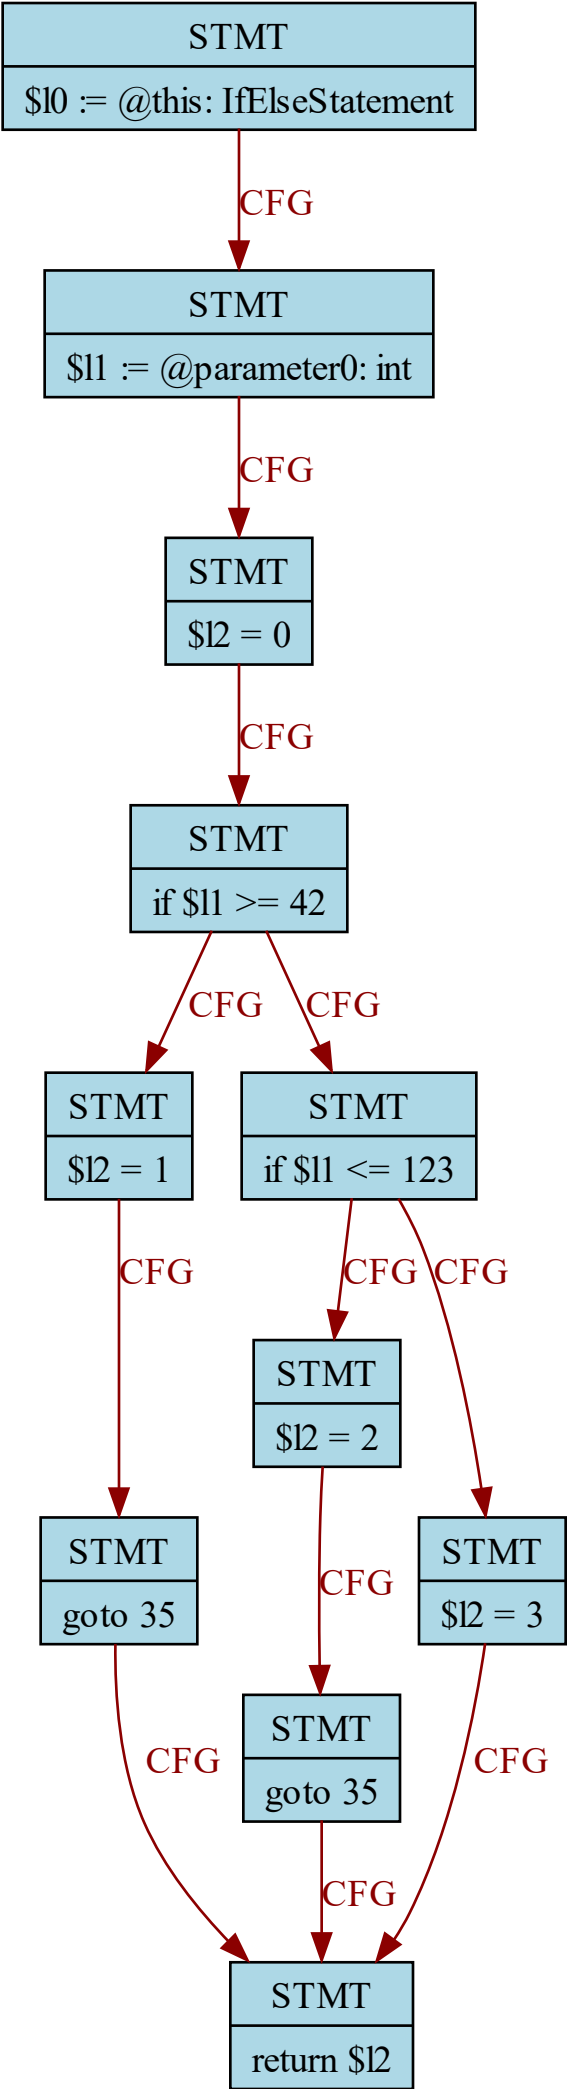 STMT
$l0 := @this: IfElseStatement
CFG
STMT
$l1 := @parameter0: int
CFG
STMT
$l2 = 0
CFG
STMT
if $l1 >= 42
CFG
CFG
STMT
$l2 = 1
STMT
if $l1 <= 123
CFG
CFG
CFG
STMT
$l2 = 2
STMT
goto 35
CFG
STMT
$l2 = 3
STMT
goto 35
CFG
CFG
CFG
STMT
return $l2